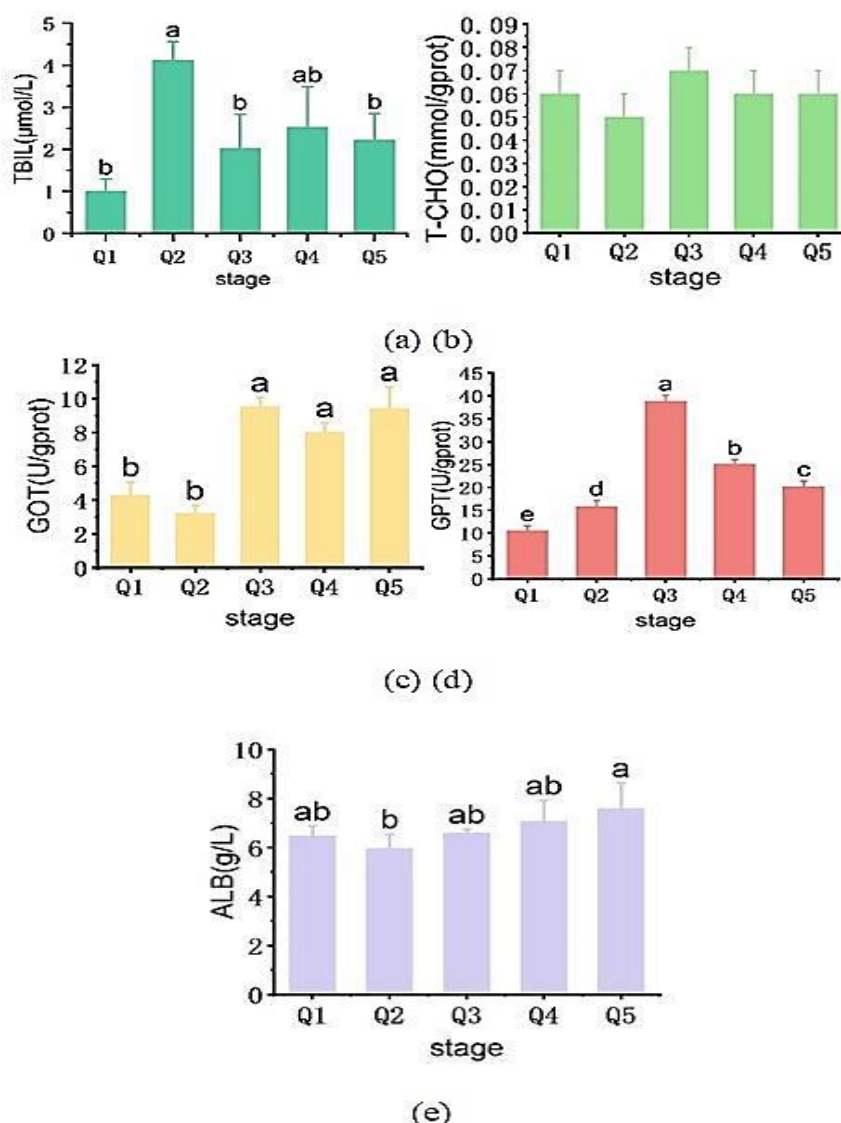 TBIL(μmol/L)
5
4
3
2
1
0
b
a
b
ab
b
Q1 Q2 Q3 Q4 Q5
stage
T-CHO(mmol/gprot)
0.09
0.08
0.07
0.06
0.05
0.04
0.03
0.02
0.01
0.00
Q1 Q2 Q3 Q4 Q5
stage
(a) (b)
GOT(U/gprot)
12
10
8
6
4
2
0
b
b
a
a
a
Q1 Q2 Q3 Q4 Q5
stage
GPT(U/gprot)
45
40
35
30
25
20
15
10
5
0
e
d
a
b
c
Q1 Q2 Q3 Q4 Q5
stage
(c) (d)
ALB(g/L)
10
8
6
4
2
0
ab
b
ab
ab
a
Q1 Q2 Q3 Q4 Q5
stage
(e)